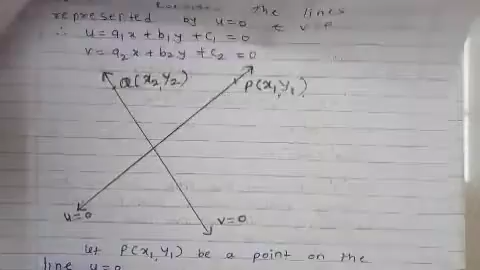 the lines
represented by u=0 & v=0
∴ u = a₁x + b₁y + c₁ = 0
v = a₂x + b₂y + c₂ = 0
Q(x₂,y₂)
P(x₁,y₁)
u=0
v=0
Let P(x₁,y₁) be a point on the
line u=0